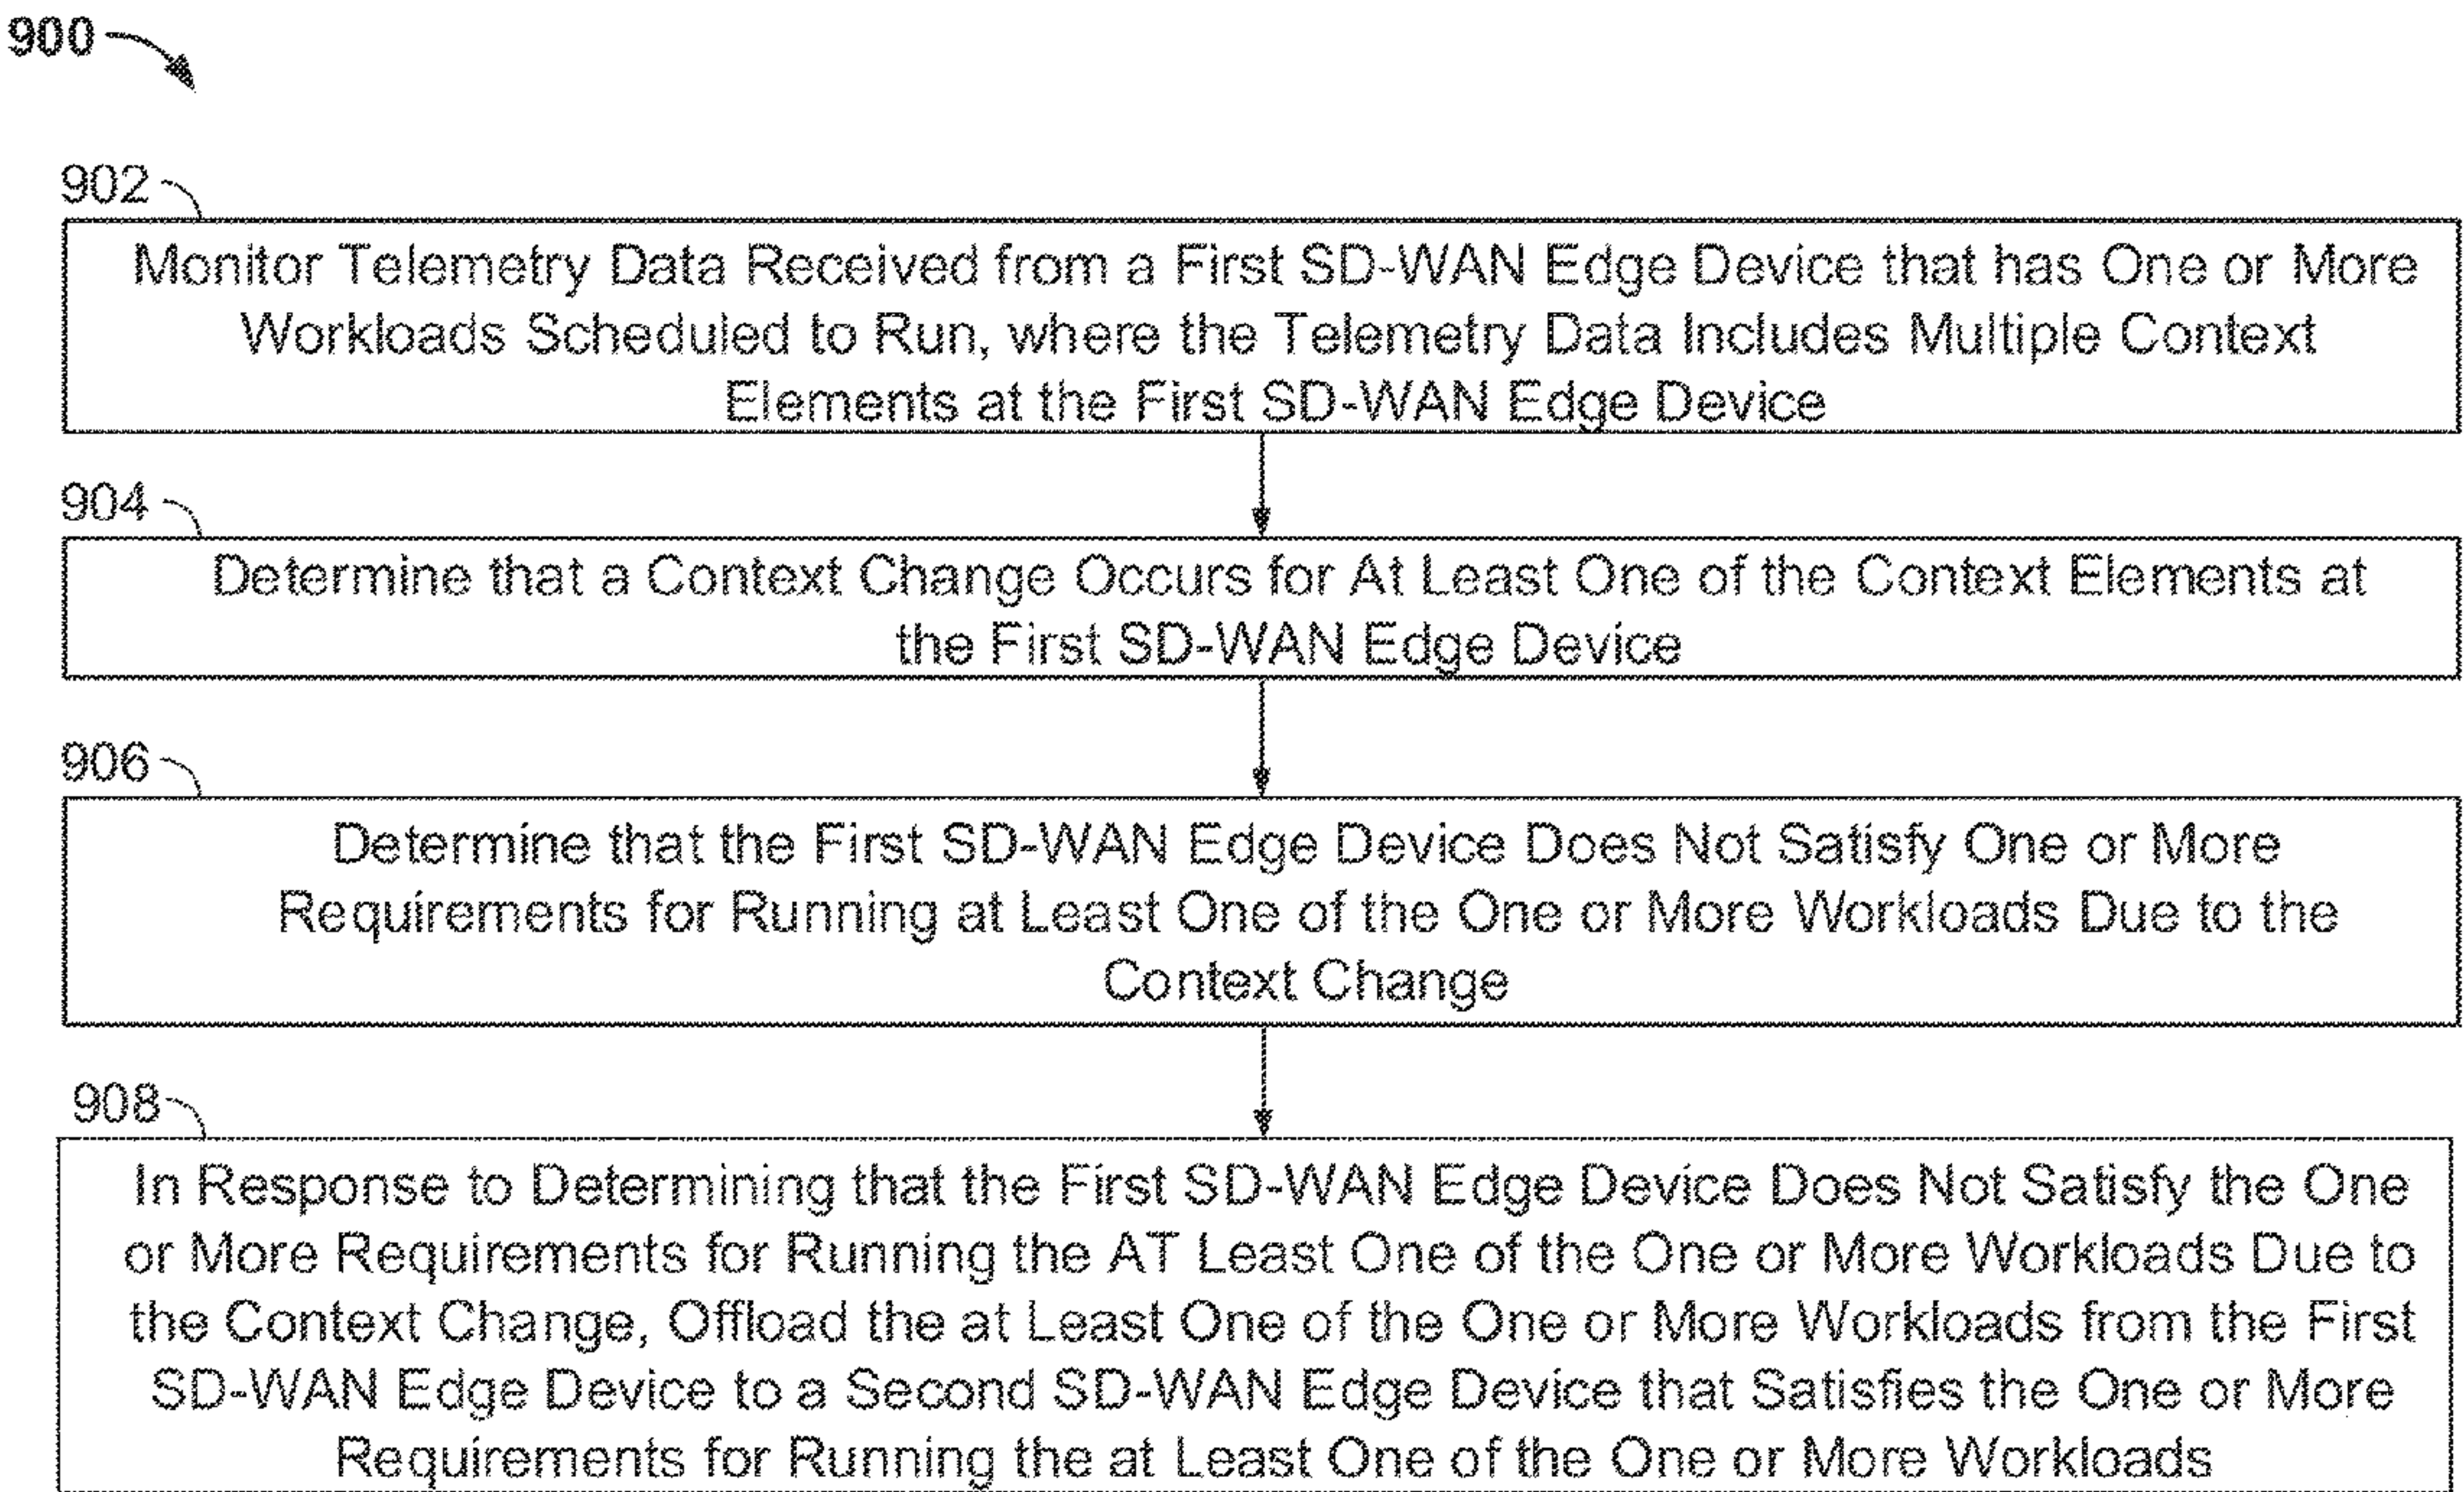 900
902
Monitor Telemetry Data Received from a First SD-WAN Edge Device that has One or More
Workloads Scheduled to Run, where the Telemetry Data Includes Multiple Context
Elements at the First SD-WAN Edge Device
904
Determine that a Context Change Occurs for At Least One of the Context Elements at
the First SD-WAN Edge Device
906
Determine that the First SD-WAN Edge Device Does Not Satisfy One or More
Requirements for Running at Least One of the One or More Workloads Due to the
Context Change
908
In Response to Determining that the First SD-WAN Edge Device Does Not Satisfy the One
or More Requirements for Running the AT Least One of the One or More Workloads Due to
the Context Change, Offload the at Least One of the One or More Workloads from the First
SD-WAN Edge Device to a Second SD-WAN Edge Device that Satisfies the One or More
Requirements for Running the at Least One of the One or More Workloads